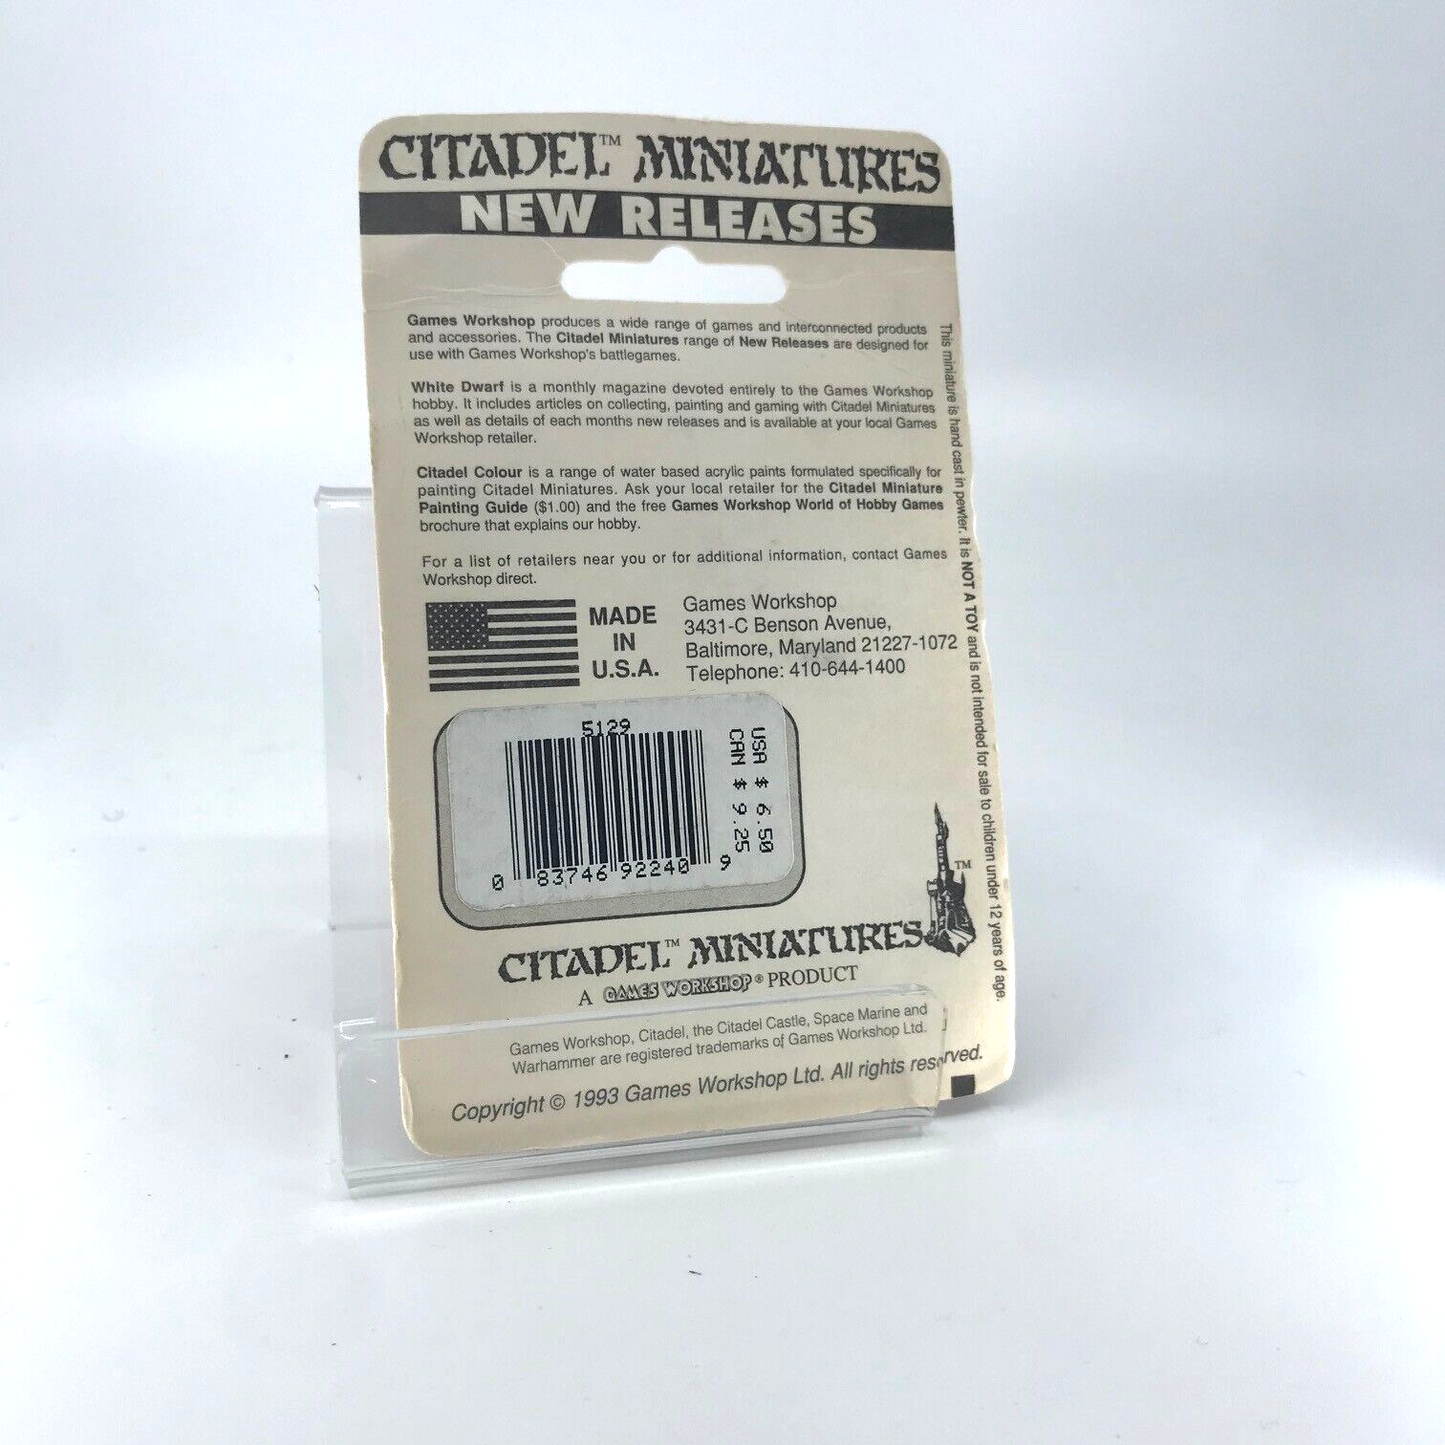 CITADEL™ MINIATURES
NEW RELEASES
Games Workshop produces a wide range of games and interconnected products
and accessories. The Citadel Miniatures range of New Releases are designed for
use with Games Workshop's battlegames.
White Dwarf is a monthly magazine devoted entirely to the Games Workshop
hobby. It includes articles on collecting, painting and gaming with Citadel Miniatures
as well as details of each months new releases and is available at your local Games
Workshop retailer.
Citadel Colour is a range of water based acrylic paints formulated specifically for
painting Citadel Miniatures. Ask your local retailer for the Citadel Miniature
Painting Guide ($1.00) and the free Games Workshop World of Hobby Games
brochure that explains our hobby.
For a list of retailers near you or for additional information, contact Games
Workshop direct.
MADE
IN
U.S.A.
Games Workshop
3431-C Benson Avenue,
Baltimore, Maryland 21227-1072
Telephone: 410-644-1400
This miniature is hand cast in pewter. It is NOT A TOY and is not intended for sale to children under 12 years of age.
5129
USA $ 6.50
CAN $ 9.25
0 83746 92240 9
TM
CITADEL™ MINIATURES
A GAMES WORKSHOP® PRODUCT
Games Workshop, Citadel, the Citadel Castle, Space Marine and
Warhammer are registered trademarks of Games Workshop Ltd.
Copyright © 1993 Games Workshop Ltd. All rights reserved.